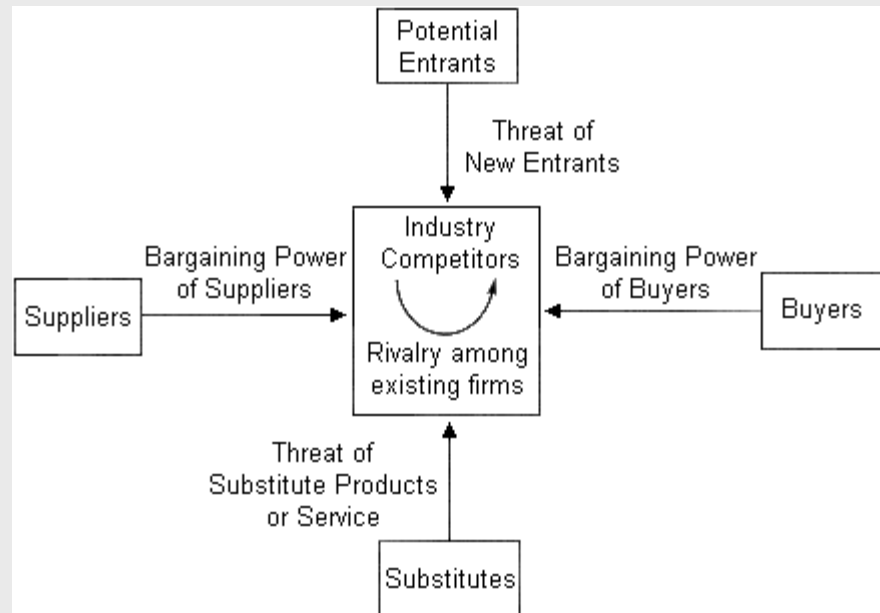 Potential
Entrants
Threat of
New Entrants
Industry
Competitors
Bargaining Power
of Suppliers
Bargaining Power
of Buyers
Suppliers
Buyers
Rivalry among
existing firms
Threat of
Substitute Products
or Service
Substitutes